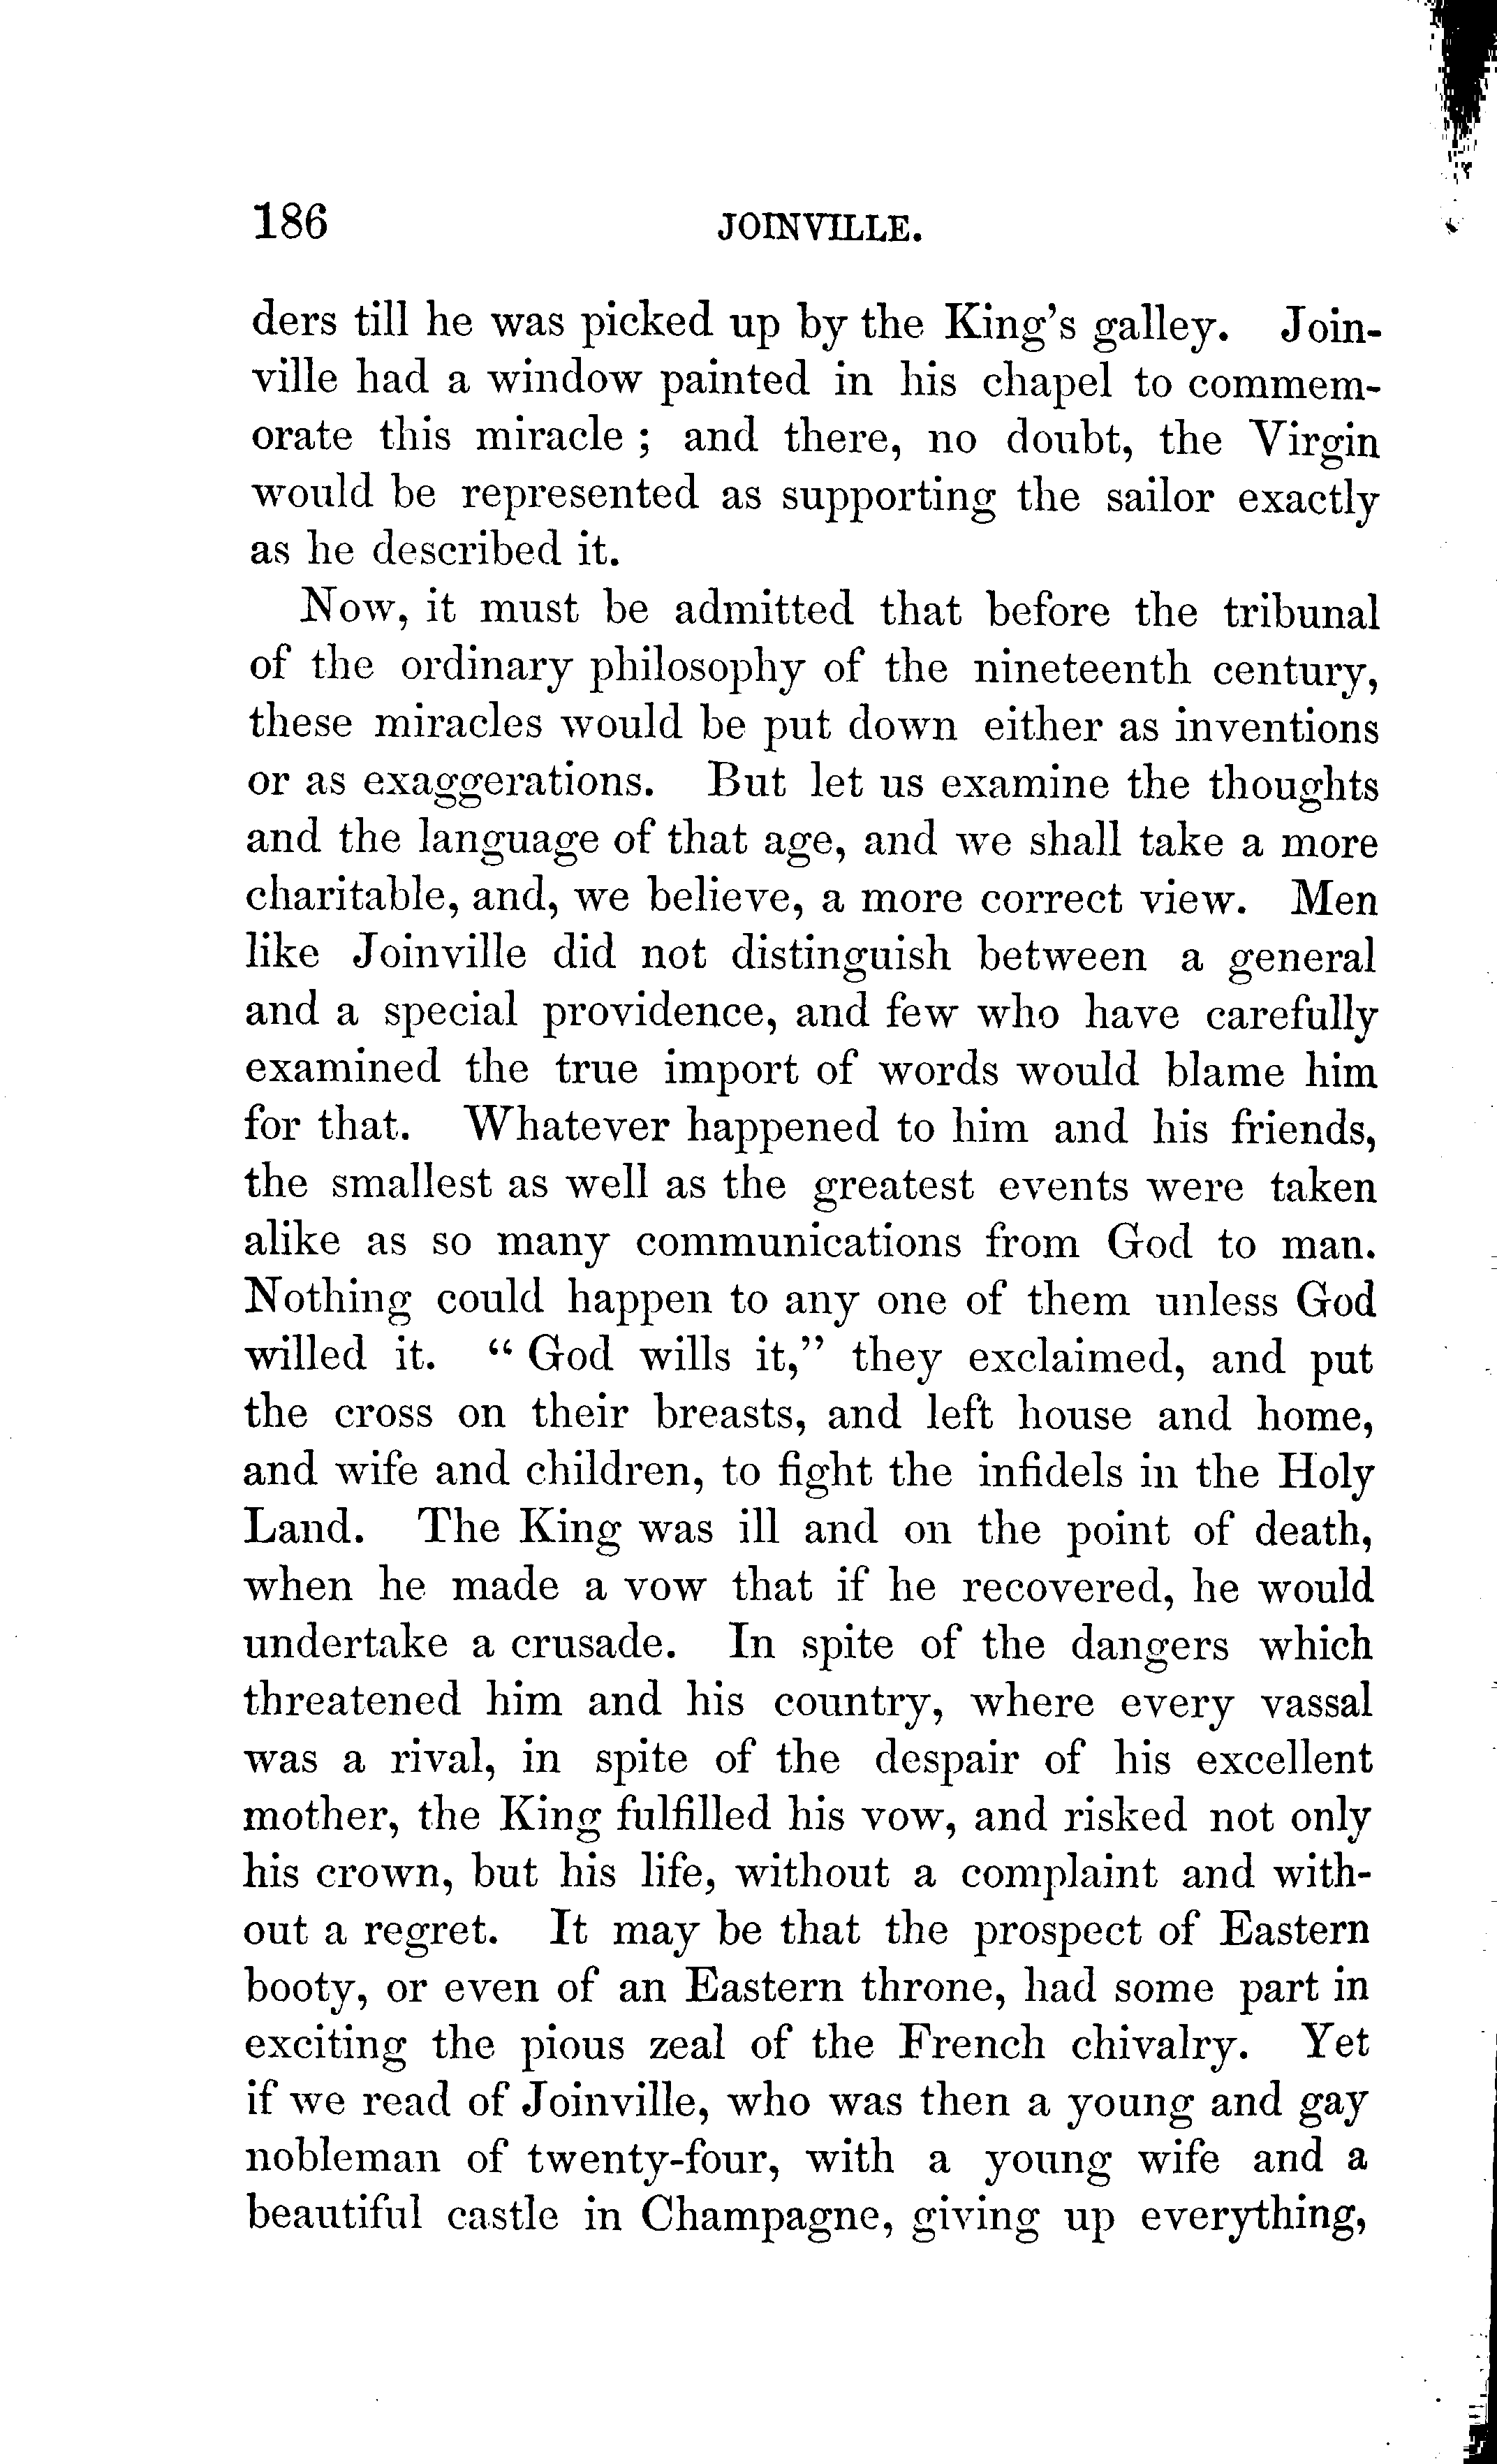 186 JOINVILLE.
ders till he was picked up by the King's galley. Join-
ville had a window painted in his chapel to commem-
orate this miracle ; and there, no doubt, the Virgin
would be represented as supporting the sailor exactly
as he described it.
Now, it must be admitted that before the tribunal
of the ordinary philosophy of the nineteenth century,
these miracles would be put down either as inventions
or as exaggerations. But let us examine the thoughts
and the language of that age, and we shall take a more
charitable, and, we believe, a more correct view. Men
like Joinville did not distinguish between a general
and a special providence, and few who have carefully
examined the true import of words would blame him
for that. Whatever happened to him and his friends,
the smallest as well as the greatest events were taken
alike as so many communications from God to man.
Nothing could happen to any one of them unless God
willed it. “ God wills it,” they exclaimed, and put
the cross on their breasts, and left house and home,
and wife and children, to fight the infidels in the Holy
Land. The King was ill and on the point of death,
when he made a vow that if he recovered, he would
undertake a crusade. In spite of the dangers which
threatened him and his country, where every vassal
was a rival, in spite of the despair of his excellent
mother, the King fulfilled his vow, and risked not only
his crown, but his life, without a complaint and with-
out a regret. It may be that the prospect of Eastern
booty, or even of an Eastern throne, had some part in
exciting the pious zeal of the French chivalry. Yet
if we read of Joinville, who was then a young and gay
nobleman of twenty-four, with a young wife and a
beautiful castle in Champagne, giving up everything,